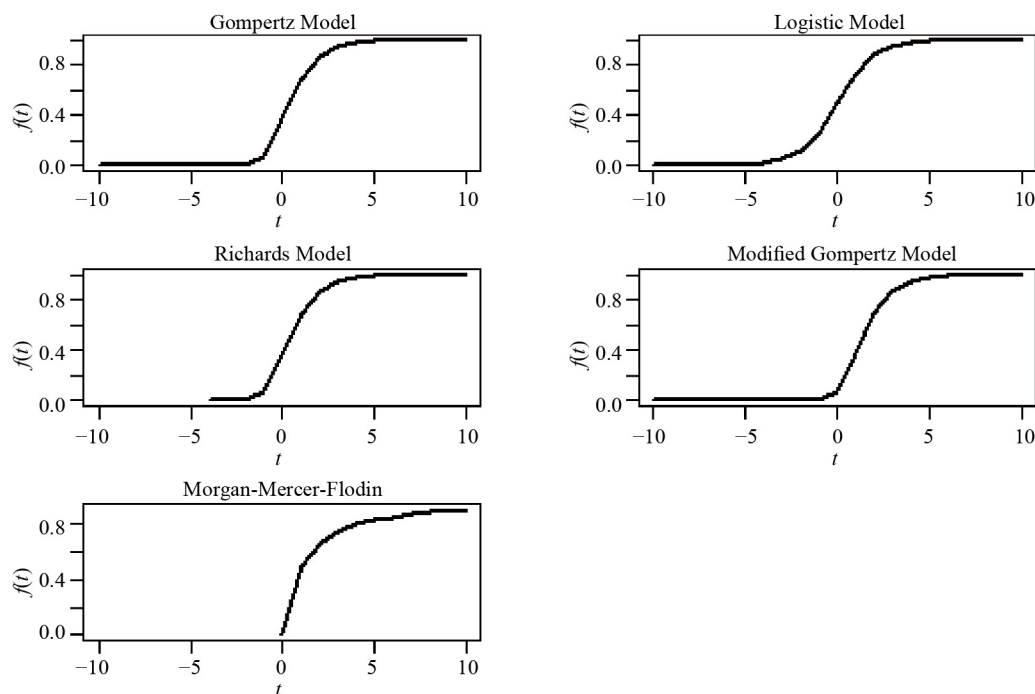 Gompertz Model
0.8
0.4
0.0
f(t)
−10 −5 0 5 10
t
Logistic Model
0.8
0.4
0.0
f(t)
−10 −5 0 5 10
t
Richards Model
0.8
0.4
0.0
f(t)
−10 −5 0 5 10
t
Modified Gompertz Model
0.8
0.4
0.0
f(t)
−10 −5 0 5 10
t
Morgan-Mercer-Flodin
0.8
0.4
0.0
f(t)
−10 −5 0 5 10
t